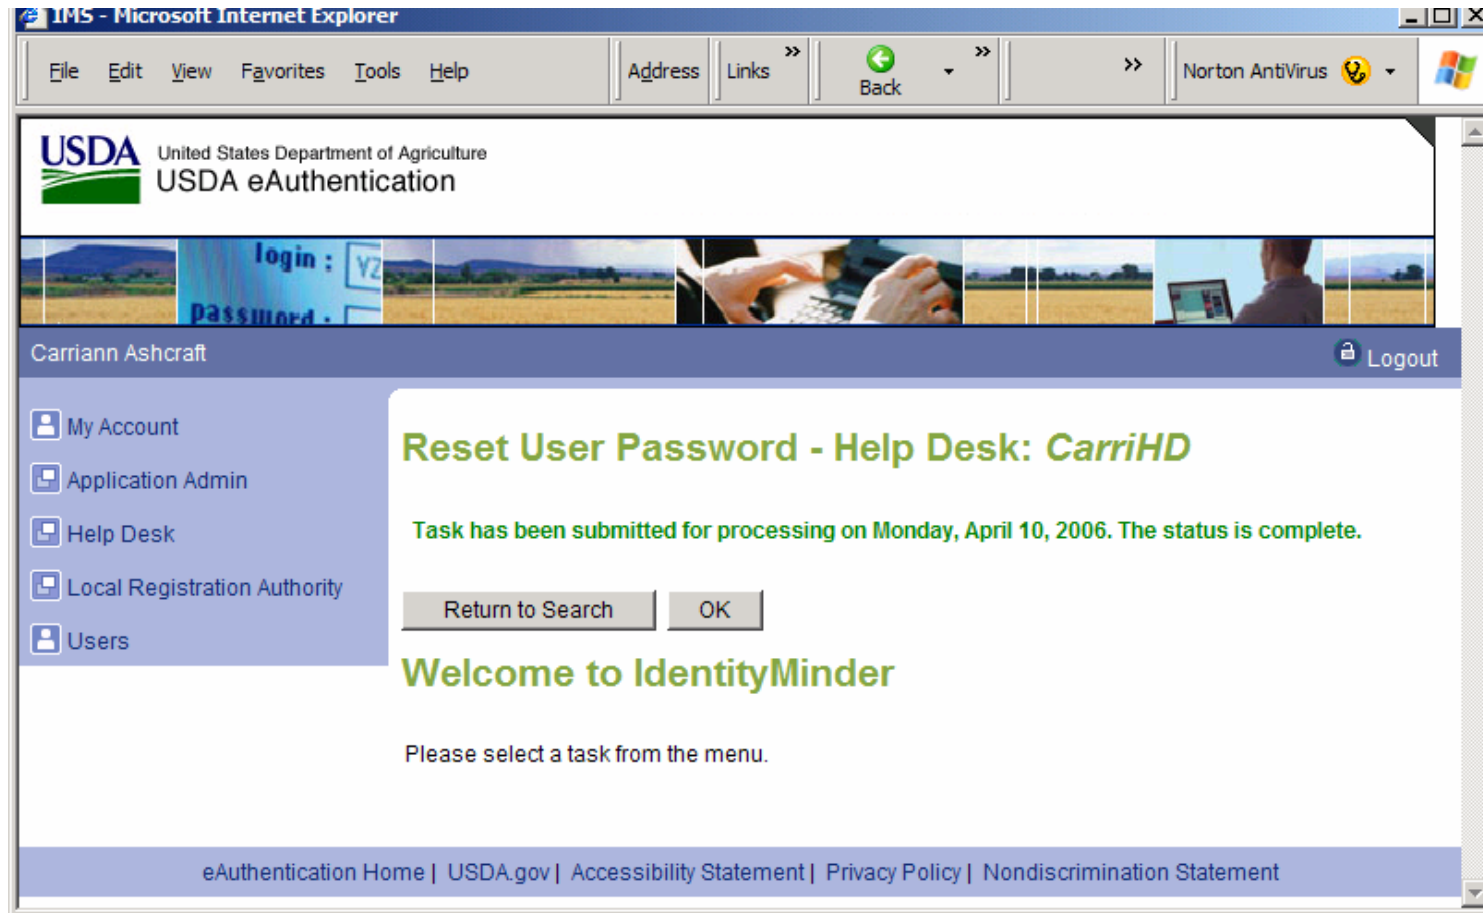 IMS - Microsoft Internet Explorer
File Edit View Favorites Tools Help Address Links » Back » » Norton AntiVirus
USDA United States Department of Agriculture
USDA eAuthentication
login : YZ
password :
Carriann Ashcraft Logout
My Account
Application Admin
Help Desk
Local Registration Authority
Users
Reset User Password - Help Desk: CarriHD
Task has been submitted for processing on Monday, April 10, 2006. The status is complete.
Return to Search OK
Welcome to IdentityMinder
Please select a task from the menu.
eAuthentication Home | USDA.gov | Accessibility Statement | Privacy Policy | Nondiscrimination Statement